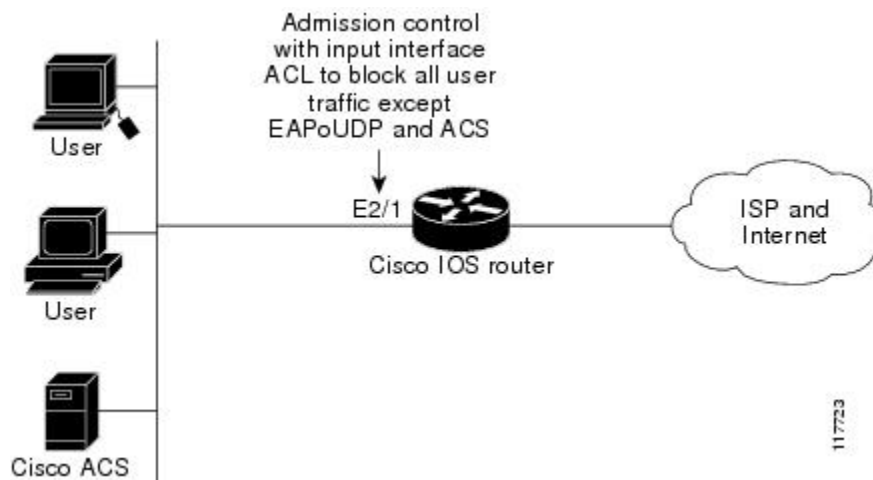 Admission control
with input interface
ACL to block all user
traffic except
EAPoUDP and ACS
User
E2/1
Cisco IOS router
ISP and
Internet
User
Cisco ACS
117723